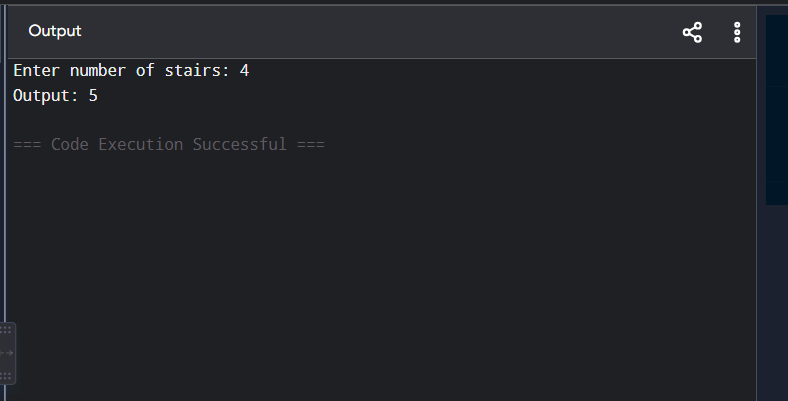 Output
Enter number of stairs: 4
Output: 5
=== Code Execution Successful ===